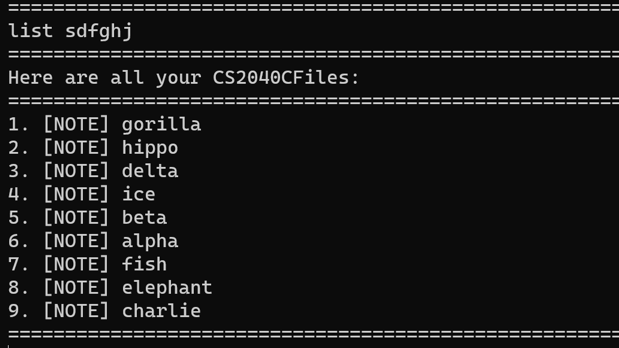 ======================================================
list sdfghj
======================================================
Here are all your CS2040CFiles:
======================================================
1. [NOTE] gorilla
2. [NOTE] hippo
3. [NOTE] delta
4. [NOTE] ice
5. [NOTE] beta
6. [NOTE] alpha
7. [NOTE] fish
8. [NOTE] elephant
9. [NOTE] charlie
======================================================